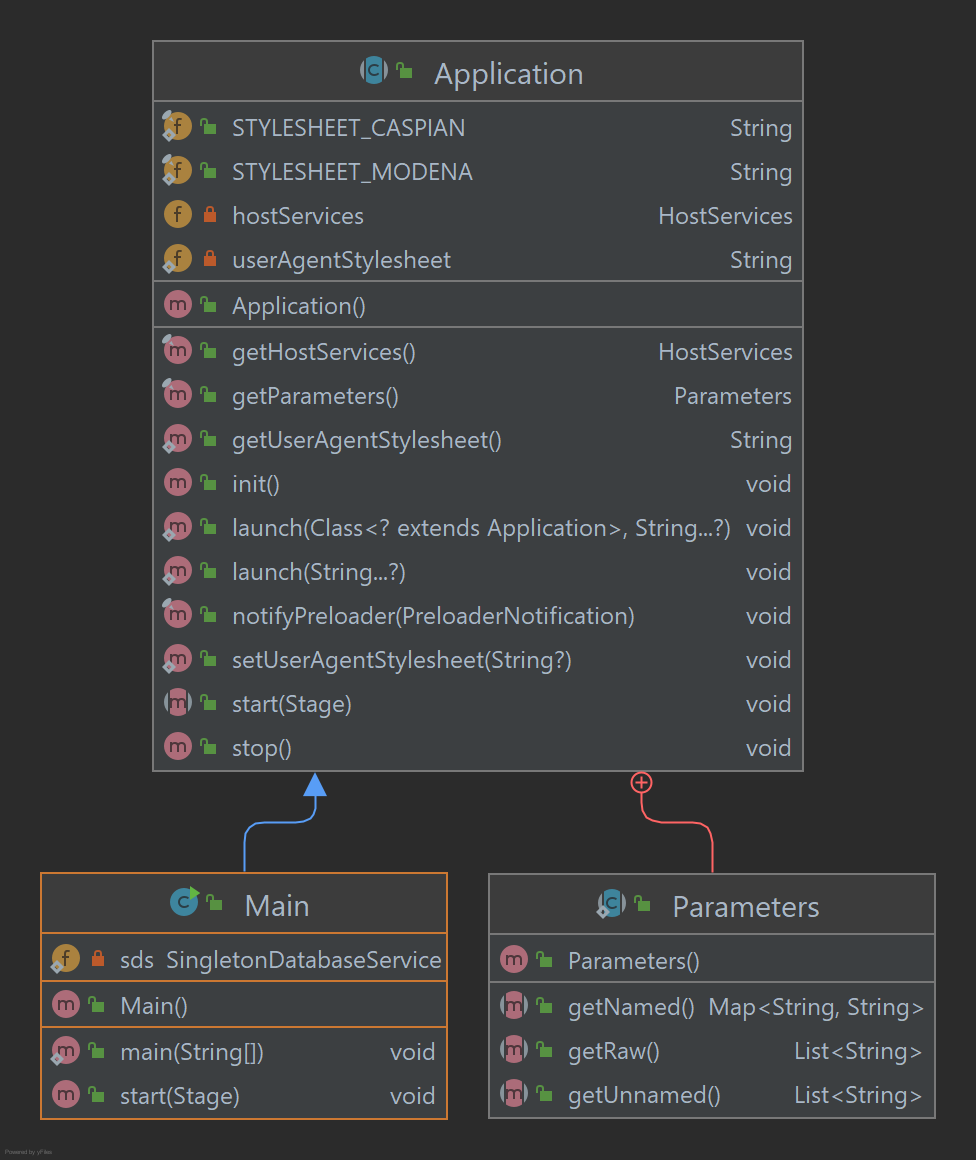 Application
STYLESHEET_CASPIAN String
STYLESHEET_MODENA String
hostServices HostServices
userAgentStylesheet String
Application()
getHostServices() HostServices
getParameters() Parameters
getUserAgentStylesheet() String
init() void
launch(Class<? extends Application>, String...?) void
launch(String...?) void
notifyPreloader(PreloaderNotification) void
setUserAgentStylesheet(String?) void
start(Stage) void
stop() void
Main
sds SingletonDatabaseService
Main()
main(String[]) void
start(Stage) void
Parameters
Parameters()
getNamed() Map<String, String>
getRaw() List<String>
getUnnamed() List<String>
Powered by yFiles